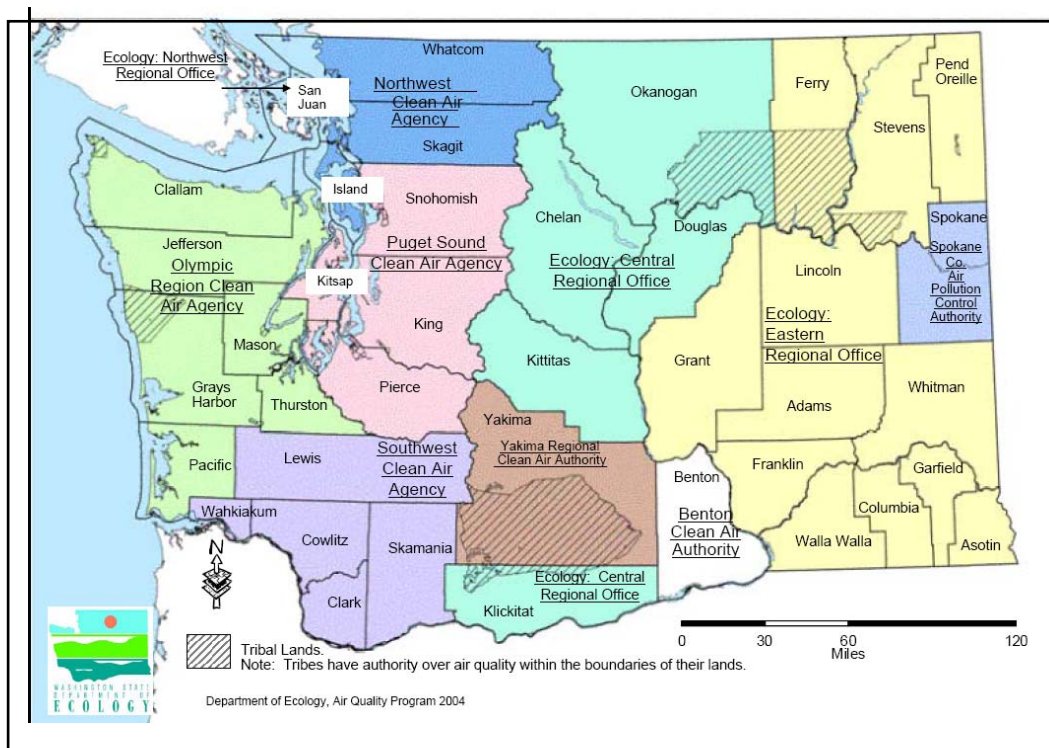 Whatcom
Ecology: Northwest
Regional Office
San
Juan
Northwest
Clean Air
Agency
Skagit
Okanogan
Ferry
Pend
Oreille
Stevens
Clallam
Island
Snohomish
Chelan
Douglas
Spokane
Spokane
Co.
Air
Pollution
Control
Authority
Jefferson
Olympic
Region Clean
Air Agency
Puget Sound
Clean Air Agency
Kitsap
Ecology: Central
Regional Office
Lincoln
Ecology:
Eastern
Regional Office
King
Mason
Kittitas
Grant
Grays
Harbor
Thurston
Pierce
Adams
Whitman
Yakima
Yakima Regional
Clean Air Authority
Pacific
Lewis
Southwest
Clean Air
Agency
Benton
Benton
Clean Air
Authority
Franklin
Garfield
Columbia
Wahkiakum
Cowlitz
Skamania
Walla Walla
Asotin
N
Clark
Ecology: Central
Regional Office
Klickitat
0 30 60 120
Miles
Tribal Lands.
Note: Tribes have authority over air quality within the boundaries of their lands.
WASHINGTON STATE
DEPARTMENT OF
ECOLOGY
Department of Ecology, Air Quality Program 2004